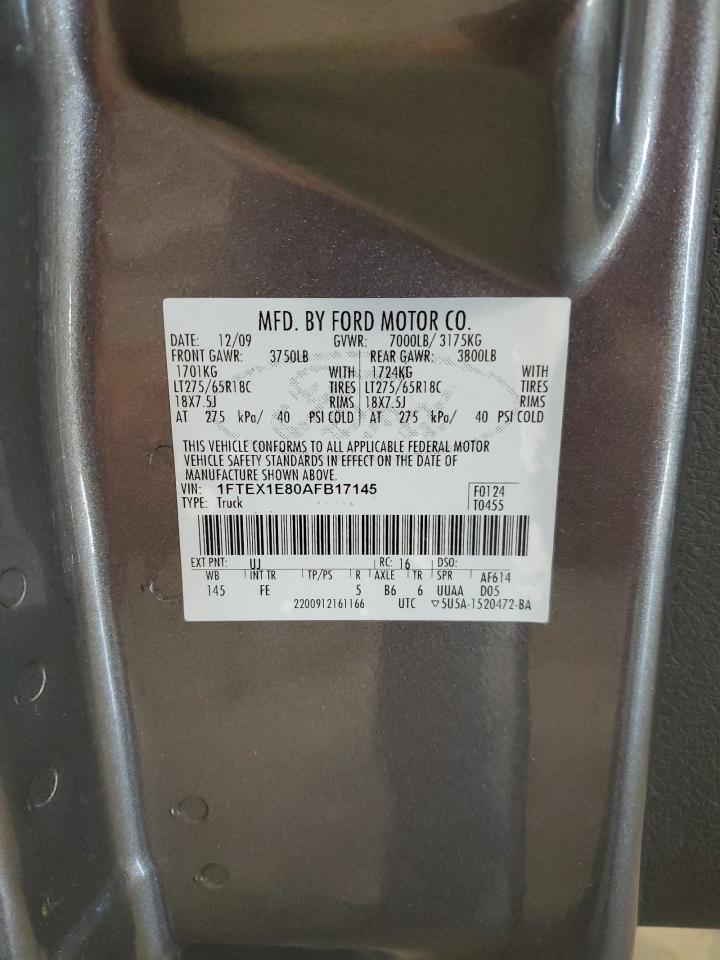 MFD. BY FORD MOTOR CO.
DATE: 12/09 GVWR: 7000LB/ 3175KG
FRONT GAWR: 3750LB REAR GAWR: 3800LB
1701KG WITH 1724KG WITH
LT275/65R18C TIRES LT275/65R18C TIRES
18X7.5J RIMS 18X7.5J RIMS
AT 275 kPa/ 40 PSI COLD AT 275 kPa/ 40 PSI COLD
THIS VEHICLE CONFORMS TO ALL APPLICABLE FEDERAL MOTOR
VEHICLE SAFETY STANDARDS IN EFFECT ON THE DATE OF
MANUFACTURE SHOWN ABOVE.
VIN: 1FTEX1E80AFB17145 F0124
TYPE: Truck T0455
EXT PNT: UJ RC: 16 DSO:
WB INT TR TP/PS R AXLE TR SPR AF614
145 FE 5 B6 6 UUAA D05
2200912161166 UTC ▽5U5A-1520472-BA